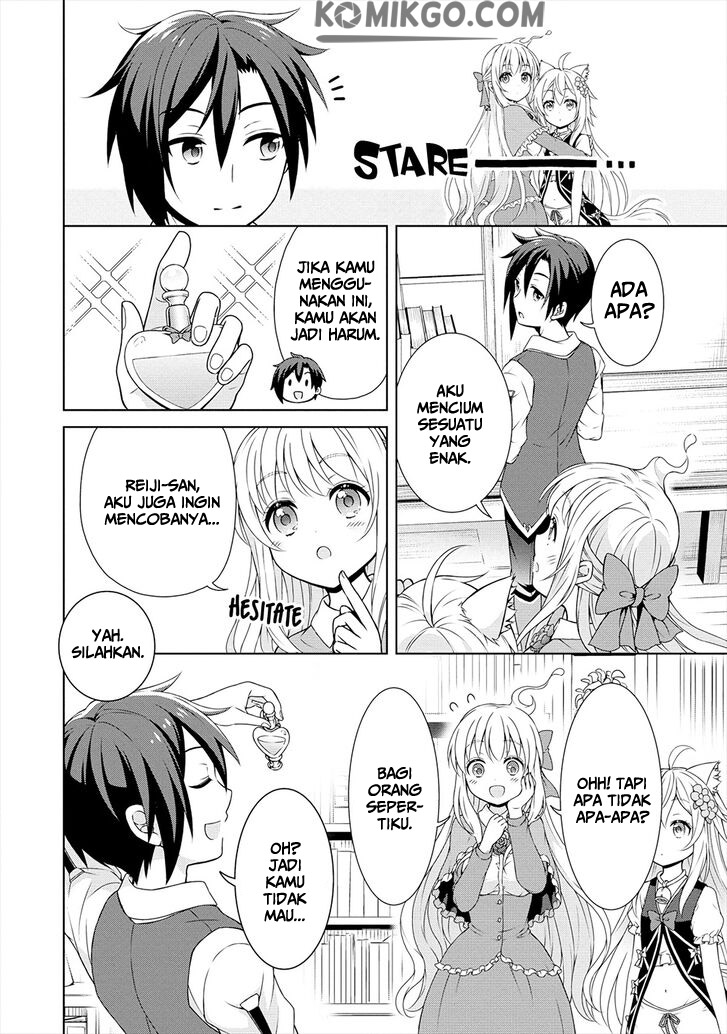 KOMIKGO.COM
STARE ...
ADA
APA?
AKU
MENCIUM
SESUATU
YANG
ENAK.
JIKA KAMU
MENGGU-
NAKAN INI,
KAMU AKAN
JADI HARUM.
REIJI-SAN,
AKU JUGA INGIN
MENCOBANYA...
HESITATE
OHH! TAPI
APA TIDAK
APA-APA?
BAGI
ORANG
SEPER-
TIKU.
YAH.
SILAHKAN.
OH?
JADI
KAMU
TIDAK
MAU...